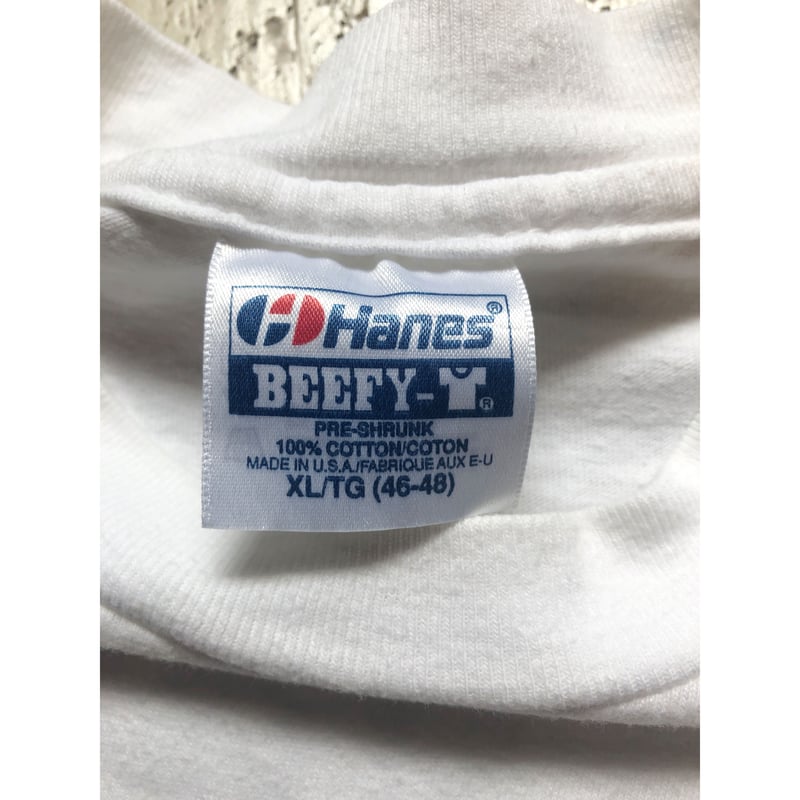 Hanes®
BEEFY-T®
PRE-SHRUNK
100% COTTON/COTON
MADE IN U.S.A./FABRIQUE AUX E-U
XL/TG (46-48)